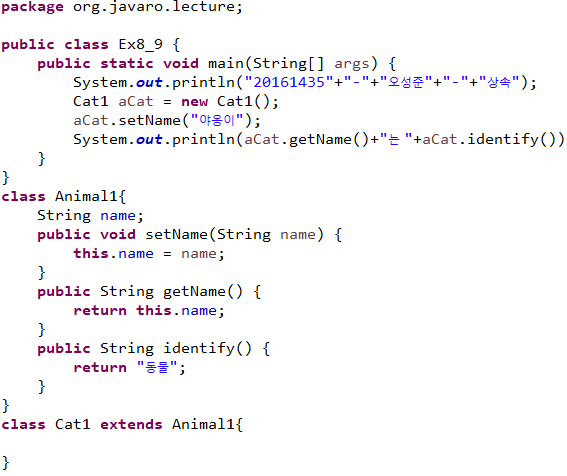 package org.javaro.lecture;

public class Ex8_9 {
    public static void main(String[] args) {
        System.out.println("20161435"+"-"+"오성준"+"-"+"상속");
        Cat1 aCat = new Cat1();
        aCat.setName("야옹이");
        System.out.println(aCat.getName()+"는 "+aCat.identify())
    }
}
class Animal1{
    String name;
    public void setName(String name) {
        this.name = name;
    }
    public String getName() {
        return this.name;
    }
    public String identify() {
        return "동물";
    }
}
class Cat1 extends Animal1{

}